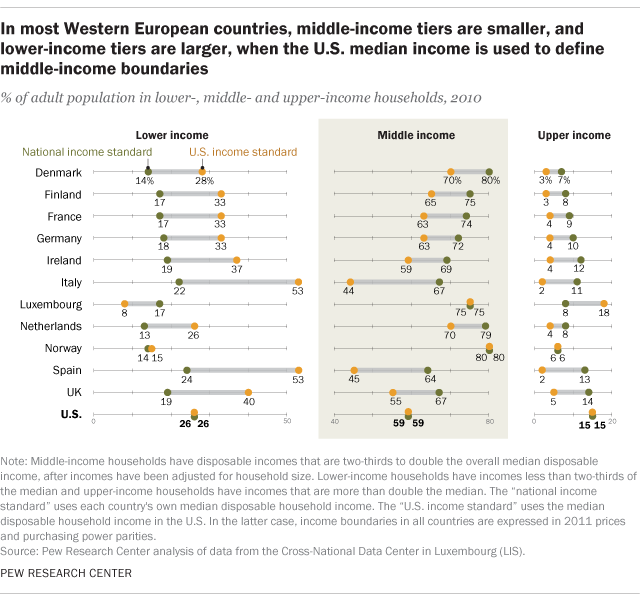 In most Western European countries, middle-income tiers are smaller, and
lower-income tiers are larger, when the U.S. median income is used to define
middle-income boundaries
% of adult population in lower-, middle- and upper-income households, 2010
Lower income Middle income Upper income
National income standard U.S. income standard
Denmark 14% 28% 70% 80% 3% 7%
Finland 17 33 65 75 3 8
France 17 33 63 74 4 9
Germany 18 33 63 72 4 10
Ireland 19 37 59 69 4 12
Italy 22 53 44 67 2 11
Luxembourg 8 17 75 75 8 18
Netherlands 13 26 70 79 4 8
Norway 14 15 80 80 6 6
Spain 24 53 45 64 2 13
UK 19 40 55 67 5 14
U.S. 26 26 59 59 15 15
0 50 40 80 0 20
Note: Middle-income households have disposable incomes that are two-thirds to double the overall median disposable
income, after incomes have been adjusted for household size. Lower-income households have incomes less than two-thirds of
the median and upper-income households have incomes that are more than double the median. The “national income
standard” uses each country's own median disposable household income. The “U.S. income standard” uses the median
disposable household income in the U.S. In the latter case, income boundaries in all countries are expressed in 2011 prices
and purchasing power parities.
Source: Pew Research Center analysis of data from the Cross-National Data Center in Luxembourg (LIS).
PEW RESEARCH CENTER